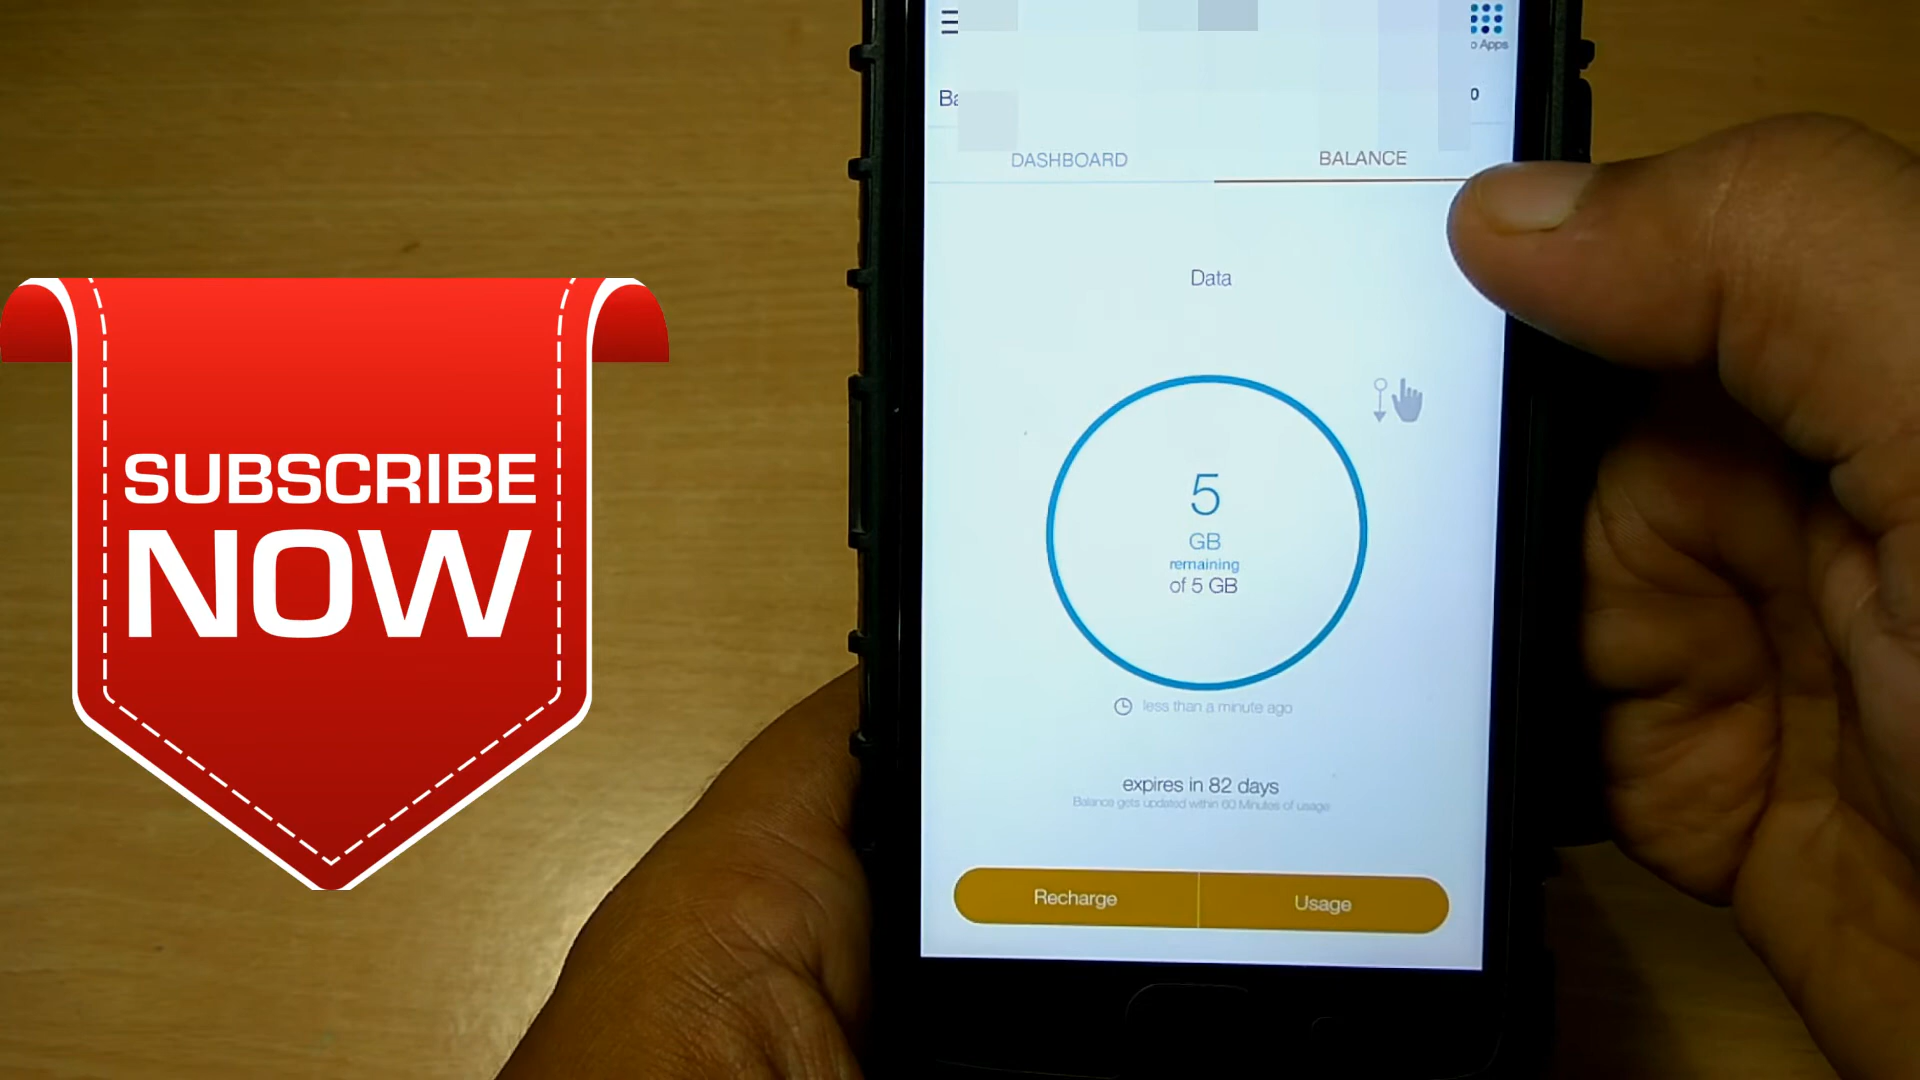 SUBSCRIBE
NOW
o Apps
Ba
0
DASHBOARD
BALANCE
Data
5
GB
remaining
of 5 GB
less than a minute ago
expires in 82 days
Balance gets updated within 60 Minutes of usage
Recharge
Usage